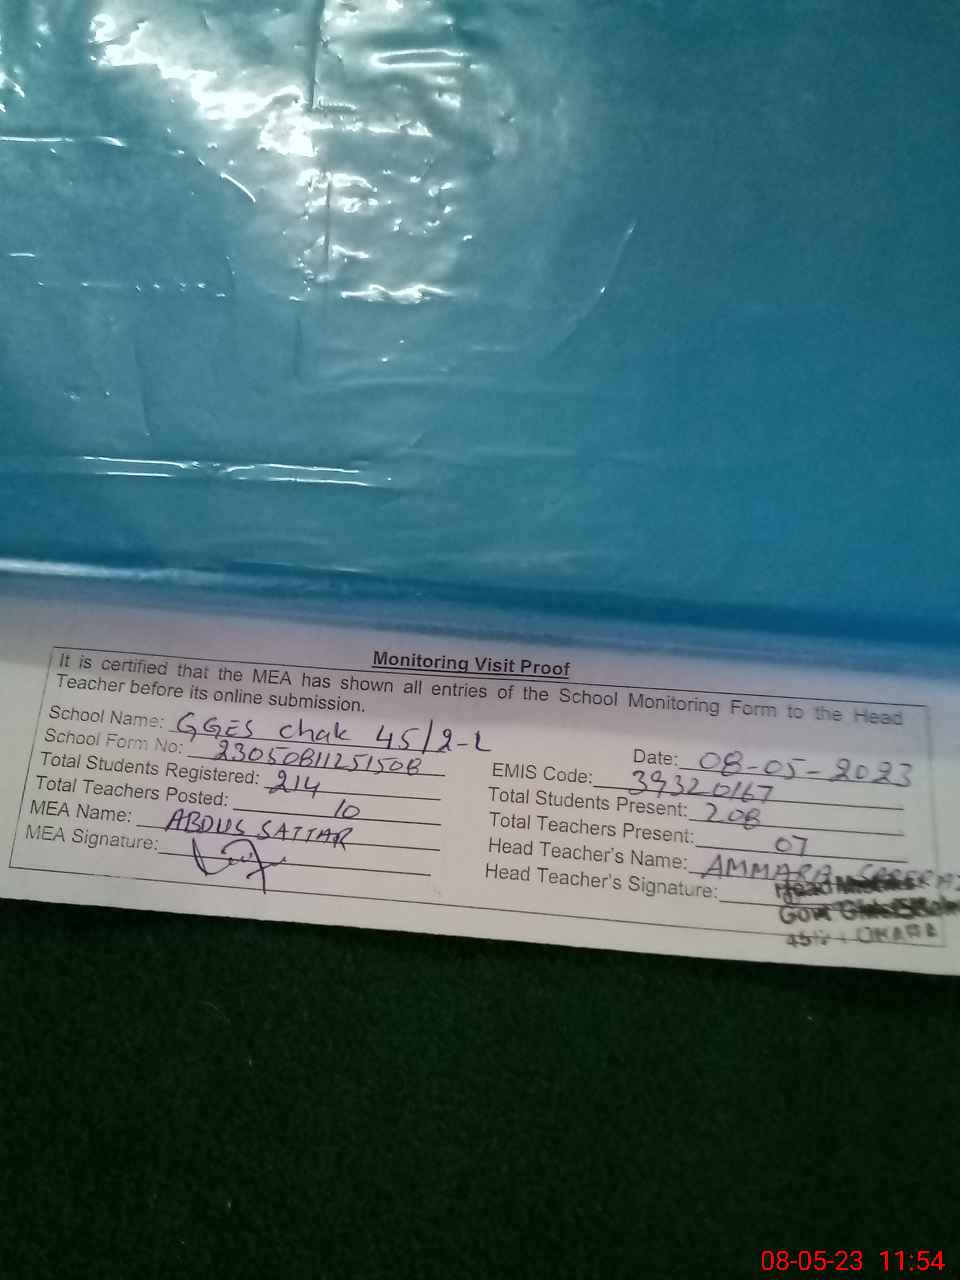 Monitoring Visit Proof
It is certified that the MEA has shown all entries of the School Monitoring Form to the Head
Teacher before its online submission.
School Name: GGES Chak 45/2-L
Date: 08-05-2023
School Form No: 23050811251508
EMIS Code: 39320167
Total Students Registered: 214
Total Students Present: 208
Total Teachers Posted: 10
Total Teachers Present: 07
MEA Name: ABDUS SATTAR
Head Teacher's Name: AMMARA
MEA Signature:
Head Teacher's Signature:
Head
Govt
OKARA
08-05-23 11:54